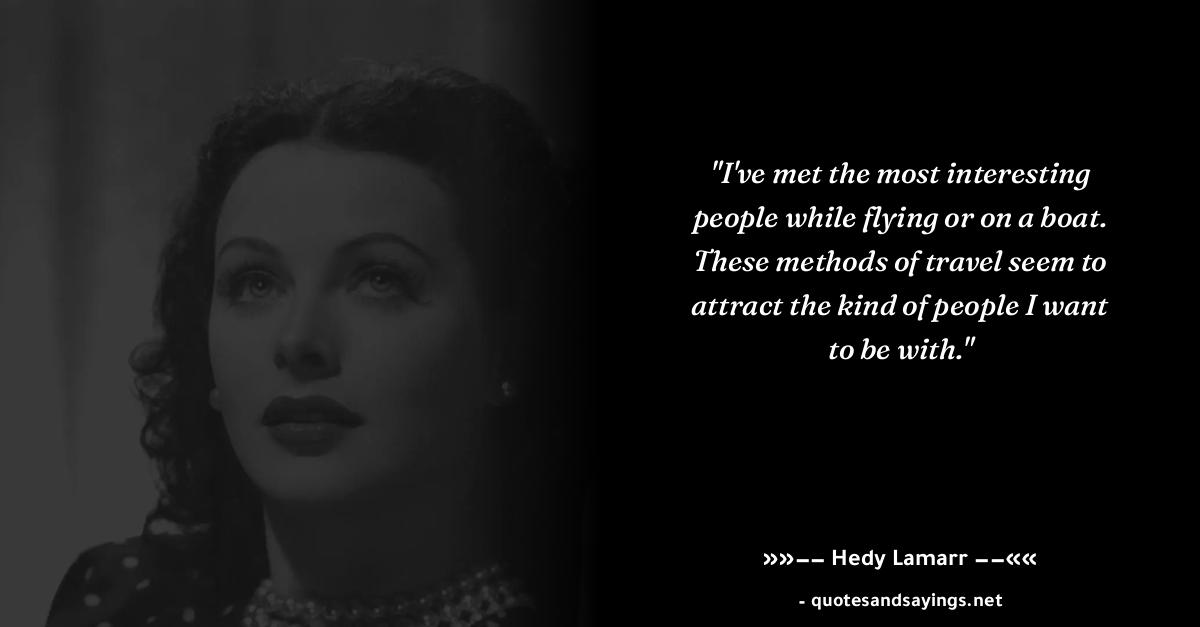 "I've met the most interesting
people while flying or on a boat.
These methods of travel seem to
attract the kind of people I want
to be with."
»»−− Hedy Lamarr −−««
- quotesandsayings.net